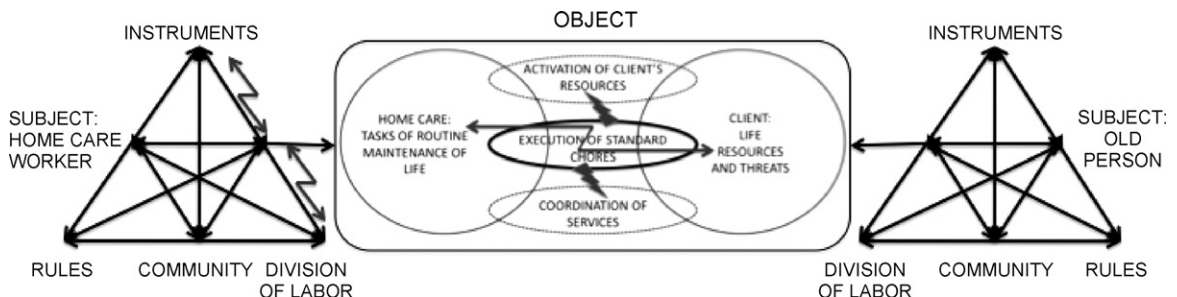 OBJECT
INSTRUMENTS
SUBJECT:
HOME CARE
WORKER
RULES
COMMUNITY
DIVISION
OF LABOR
ACTIVATION OF CLIENT'S
RESOURCES
HOME CARE:
TASKS OF ROUTINE
MAINTENANCE OF
LIFE
EXECUTION OF STANDARD
CHORES
CLIENT:
LIFE
RESOURCES
AND THREATS
COORDINATION OF
SERVICES
INSTRUMENTS
SUBJECT:
OLD
PERSON
DIVISION
OF LABOR
COMMUNITY
RULES